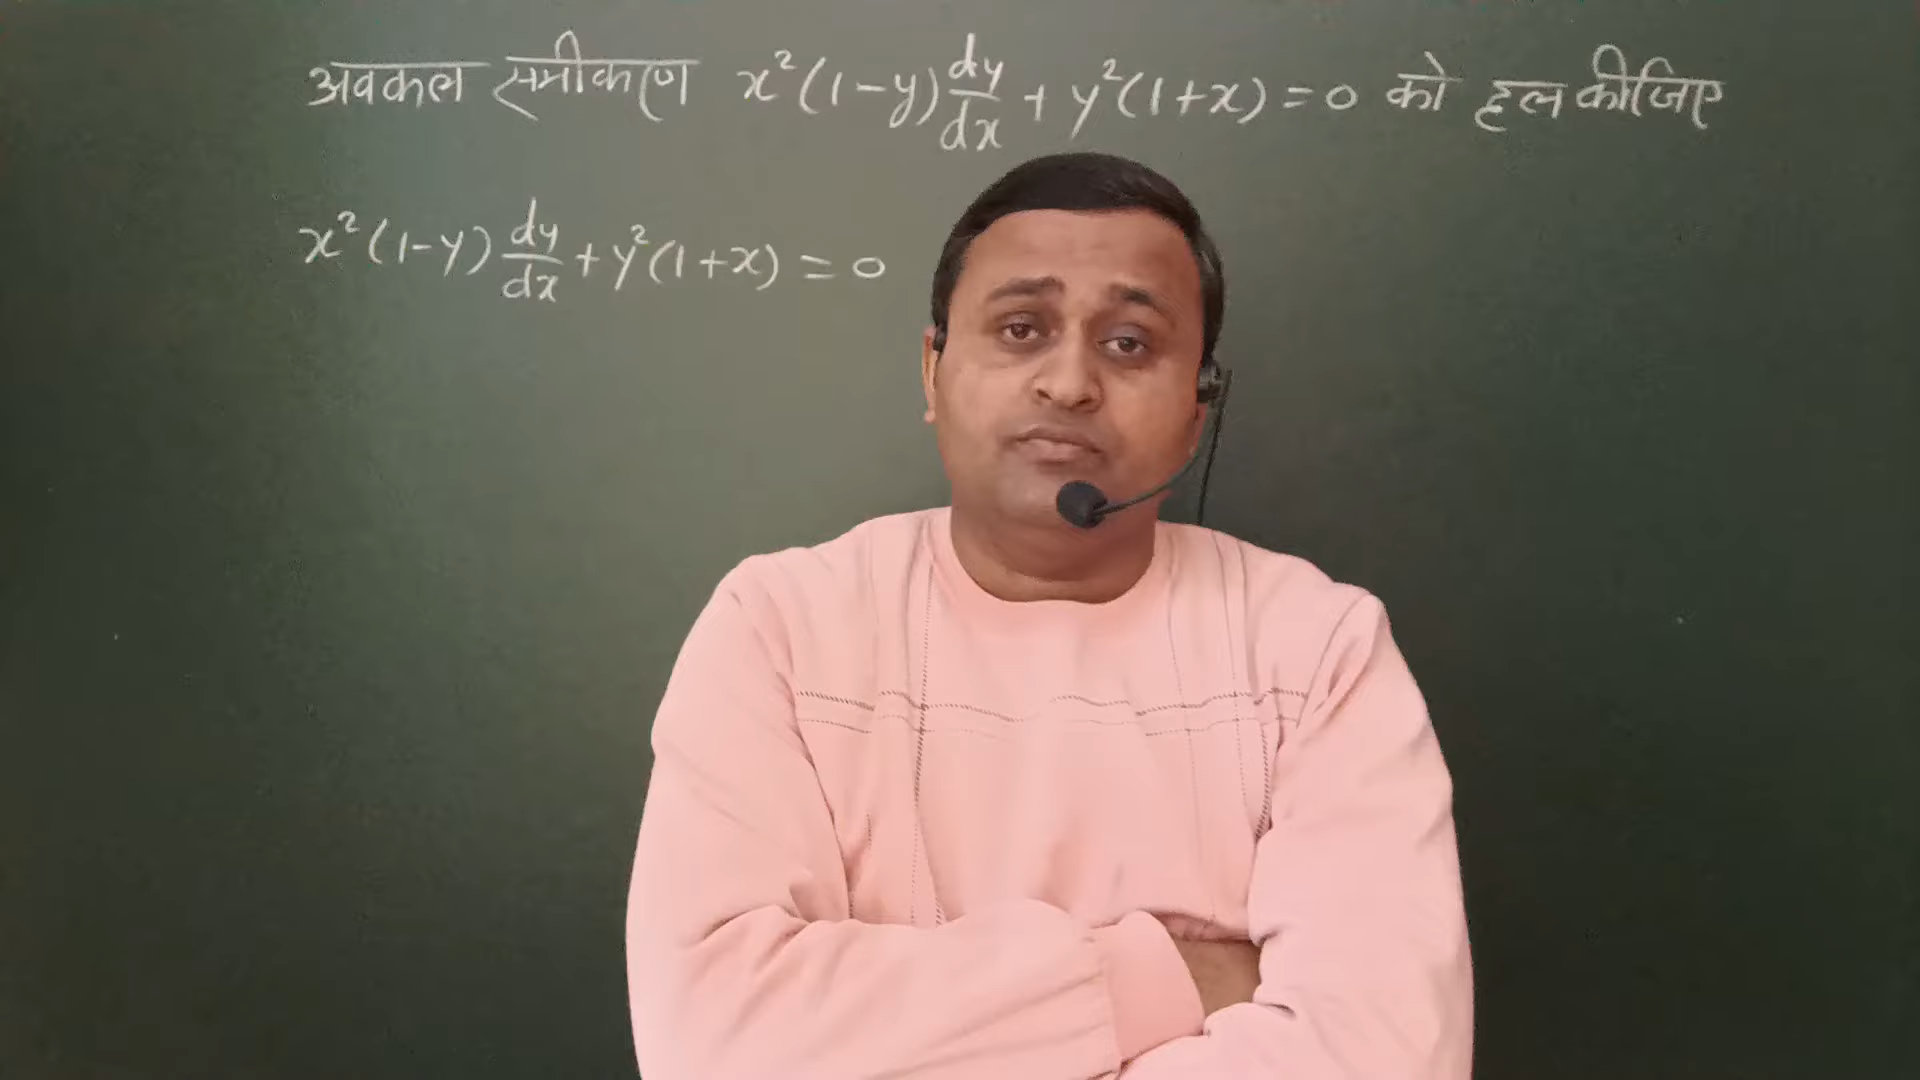 अवकल समीकरण x²(1-y)dy/dx + y²(1+x) = 0 को हल कीजिए
x²(1-y) dy/dx + y²(1+x) = 0